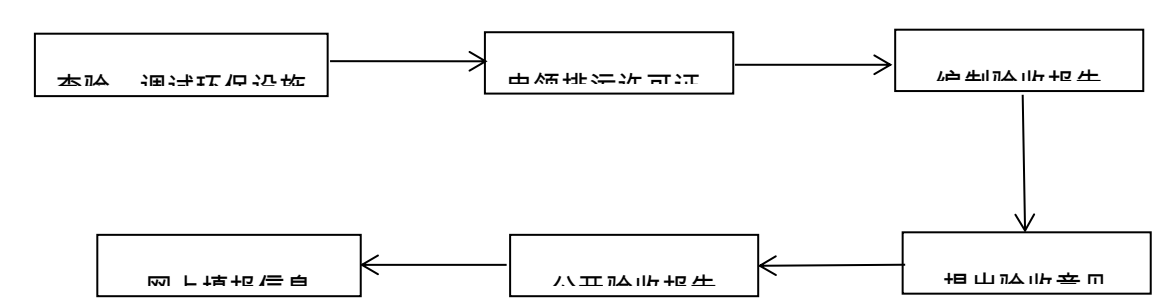 查验、调试环保设施
申领排污许可证
编制验收报告
提出验收意见
公开验收报告
网上填报信息